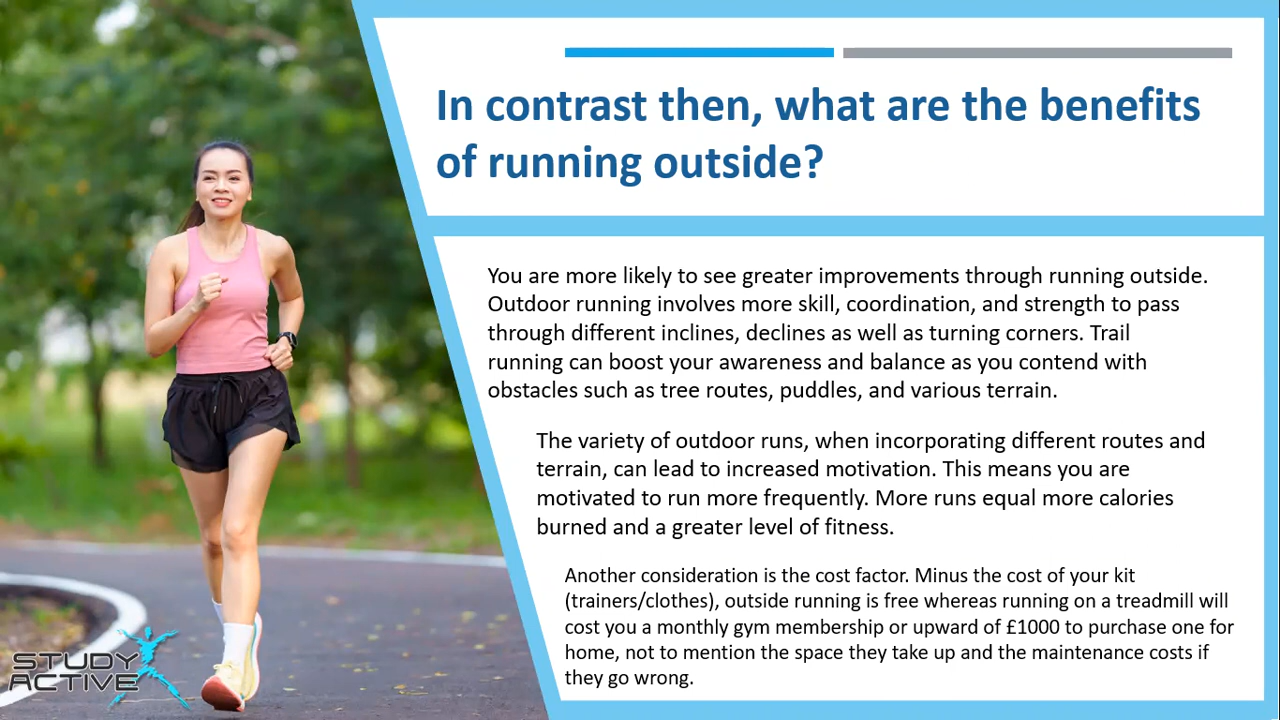 In contrast then, what are the benefits
of running outside?
You are more likely to see greater improvements through running outside.
Outdoor running involves more skill, coordination, and strength to pass
through different inclines, declines as well as turning corners. Trail
running can boost your awareness and balance as you contend with
obstacles such as tree routes, puddles, and various terrain.
The variety of outdoor runs, when incorporating different routes and
terrain, can lead to increased motivation. This means you are
motivated to run more frequently. More runs equal more calories
burned and a greater level of fitness.
Another consideration is the cost factor. Minus the cost of your kit
(trainers/clothes), outside running is free whereas running on a treadmill will
cost you a monthly gym membership or upward of £1000 to purchase one for
home, not to mention the space they take up and the maintenance costs if
they go wrong.
STUDY
ACTIVE